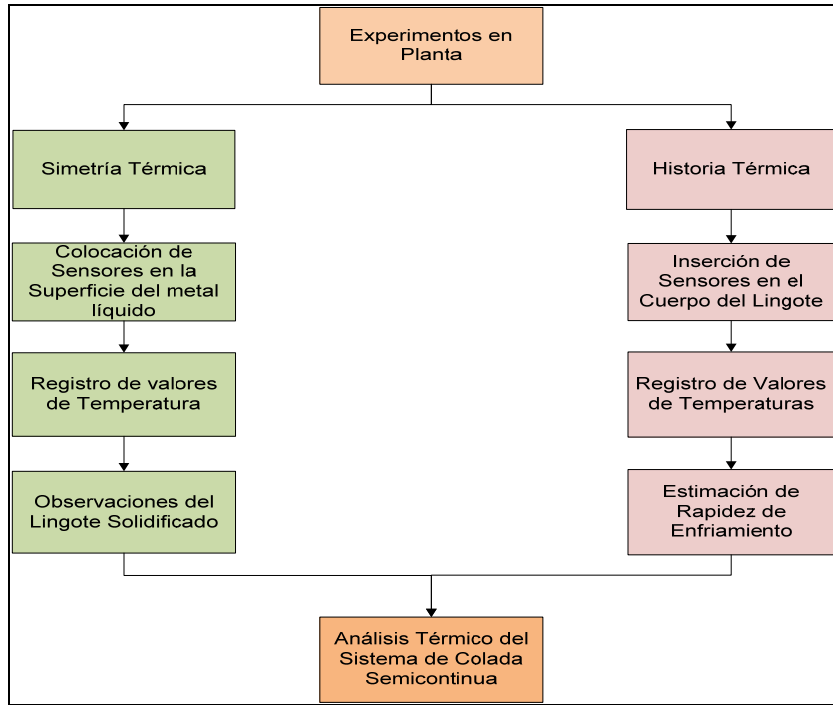 Experimentos en
Planta
Simetría Térmica
Historia Térmica
Colocación de
Sensores en la
Superficie del metal
líquido
Inserción de
Sensores en el
Cuerpo del Lingote
Registro de valores
de Temperatura
Registro de Valores
de Temperaturas
Observaciones del
Lingote Solidificado
Estimación de
Rapidez de
Enfriamiento
Análisis Térmico del
Sistema de Colada
Semicontinua